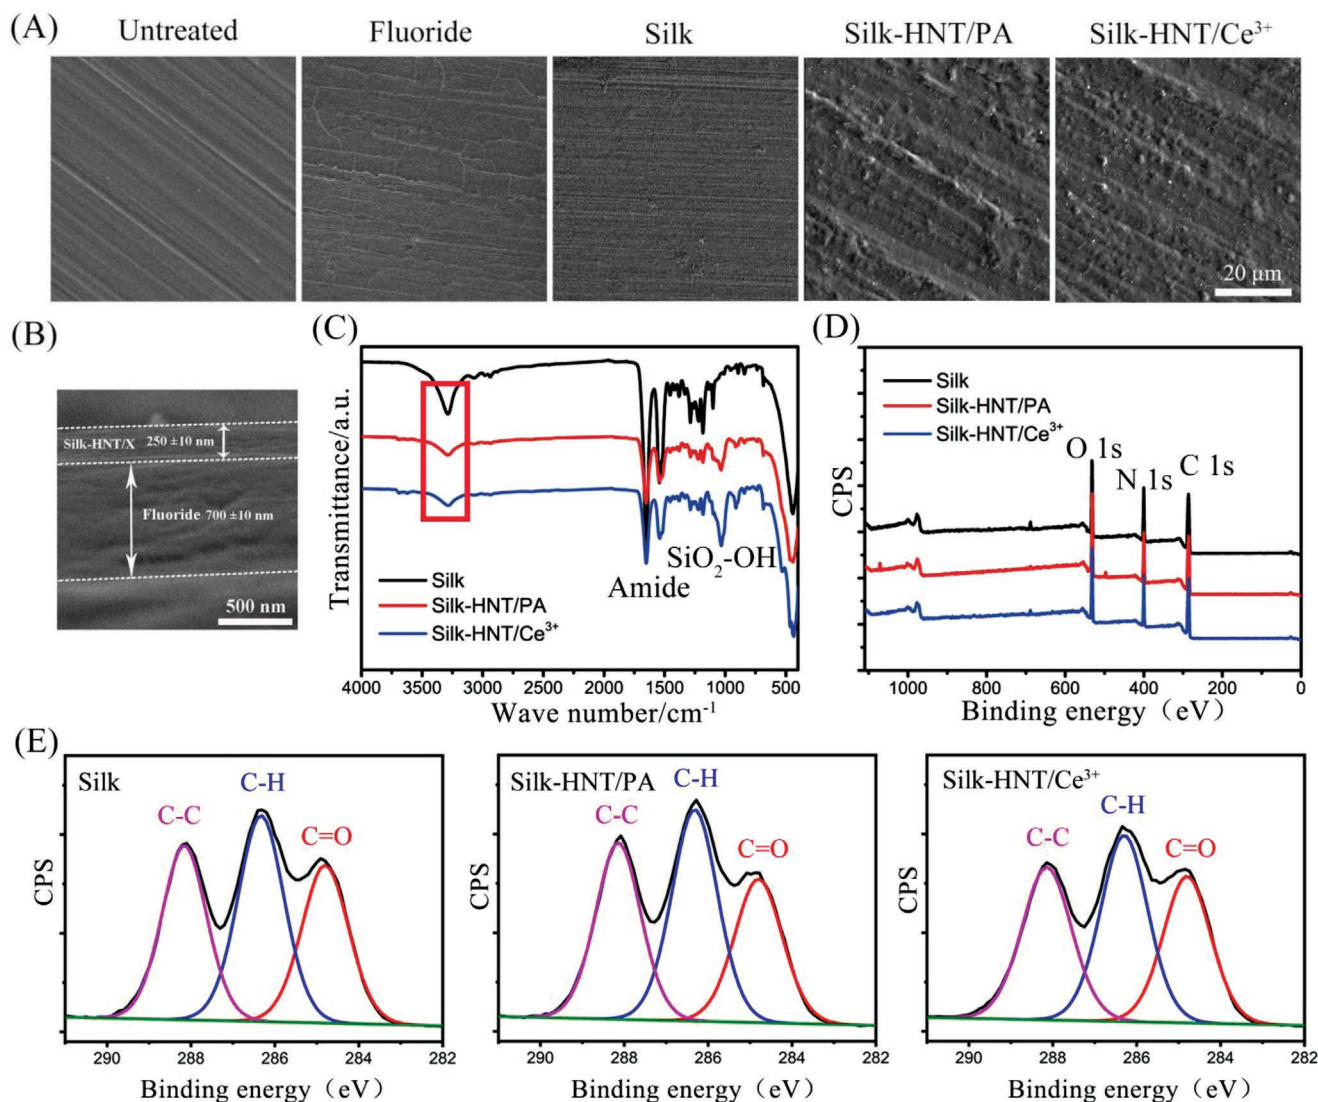 (A)
Untreated
Fluoride
Silk
Silk-HNT/PA
Silk-HNT/Ce³⁺
20 μm
(B)
Silk-HNT/X 250 ±10 nm
Fluoride 700 ±10 nm
500 nm
(C)
Transmittance/a.u.
SiO₂-OH
Amide
Silk
Silk-HNT/PA
Silk-HNT/Ce³⁺
4000 3500 3000 2500 2000 1500 1000 500
Wave number/cm⁻¹
(D)
CPS
Silk
Silk-HNT/PA
Silk-HNT/Ce³⁺
O 1s
N 1s
C 1s
1000 800 600 400 200 0
Binding energy（eV）
(E)
CPS
Silk
C-C
C-H
C=O
290 288 286 284 282
Binding energy（eV）
CPS
Silk-HNT/PA
C-C
C-H
C=O
290 288 286 284 282
Binding energy（eV）
CPS
Silk-HNT/Ce³⁺
C-C
C-H
C=O
290 288 286 284 282
Binding energy（eV）